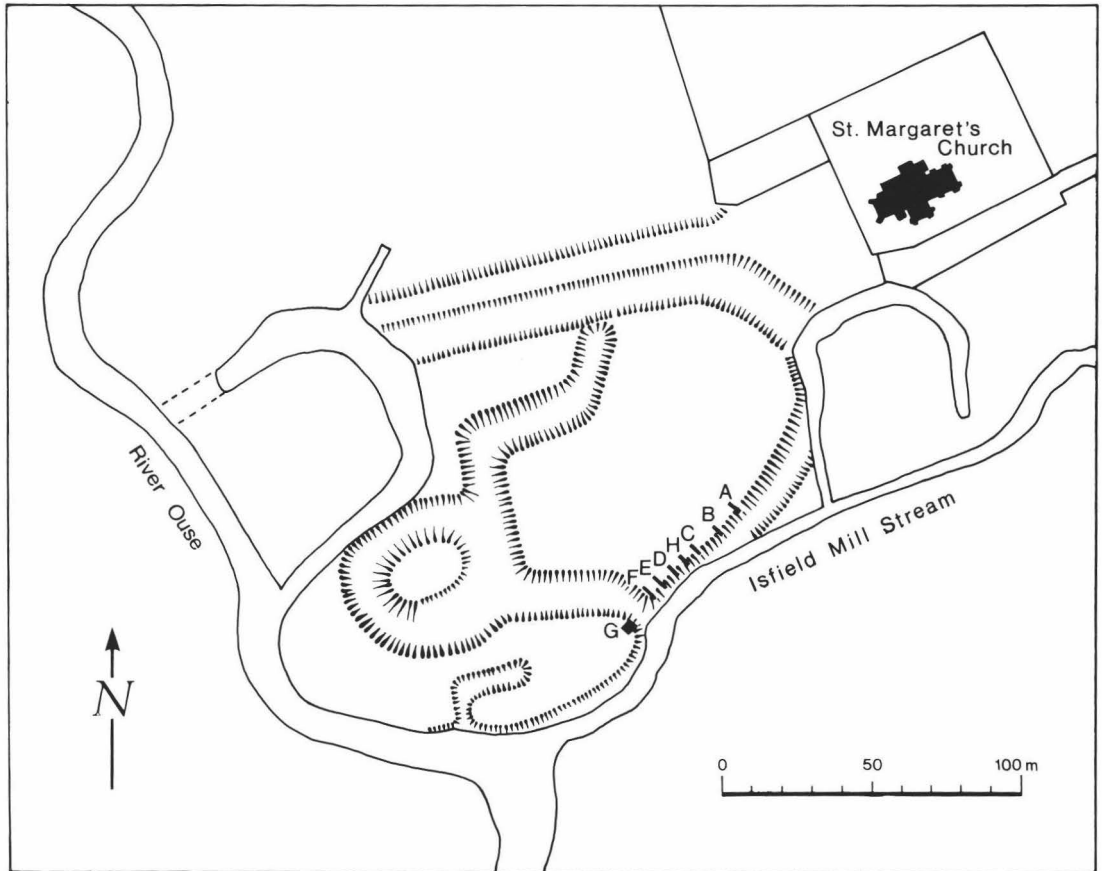 St. Margaret's
Church
River Ouse
A
B
C
H
D
E
F
G
Isfield Mill Stream
N
0 50 100 m